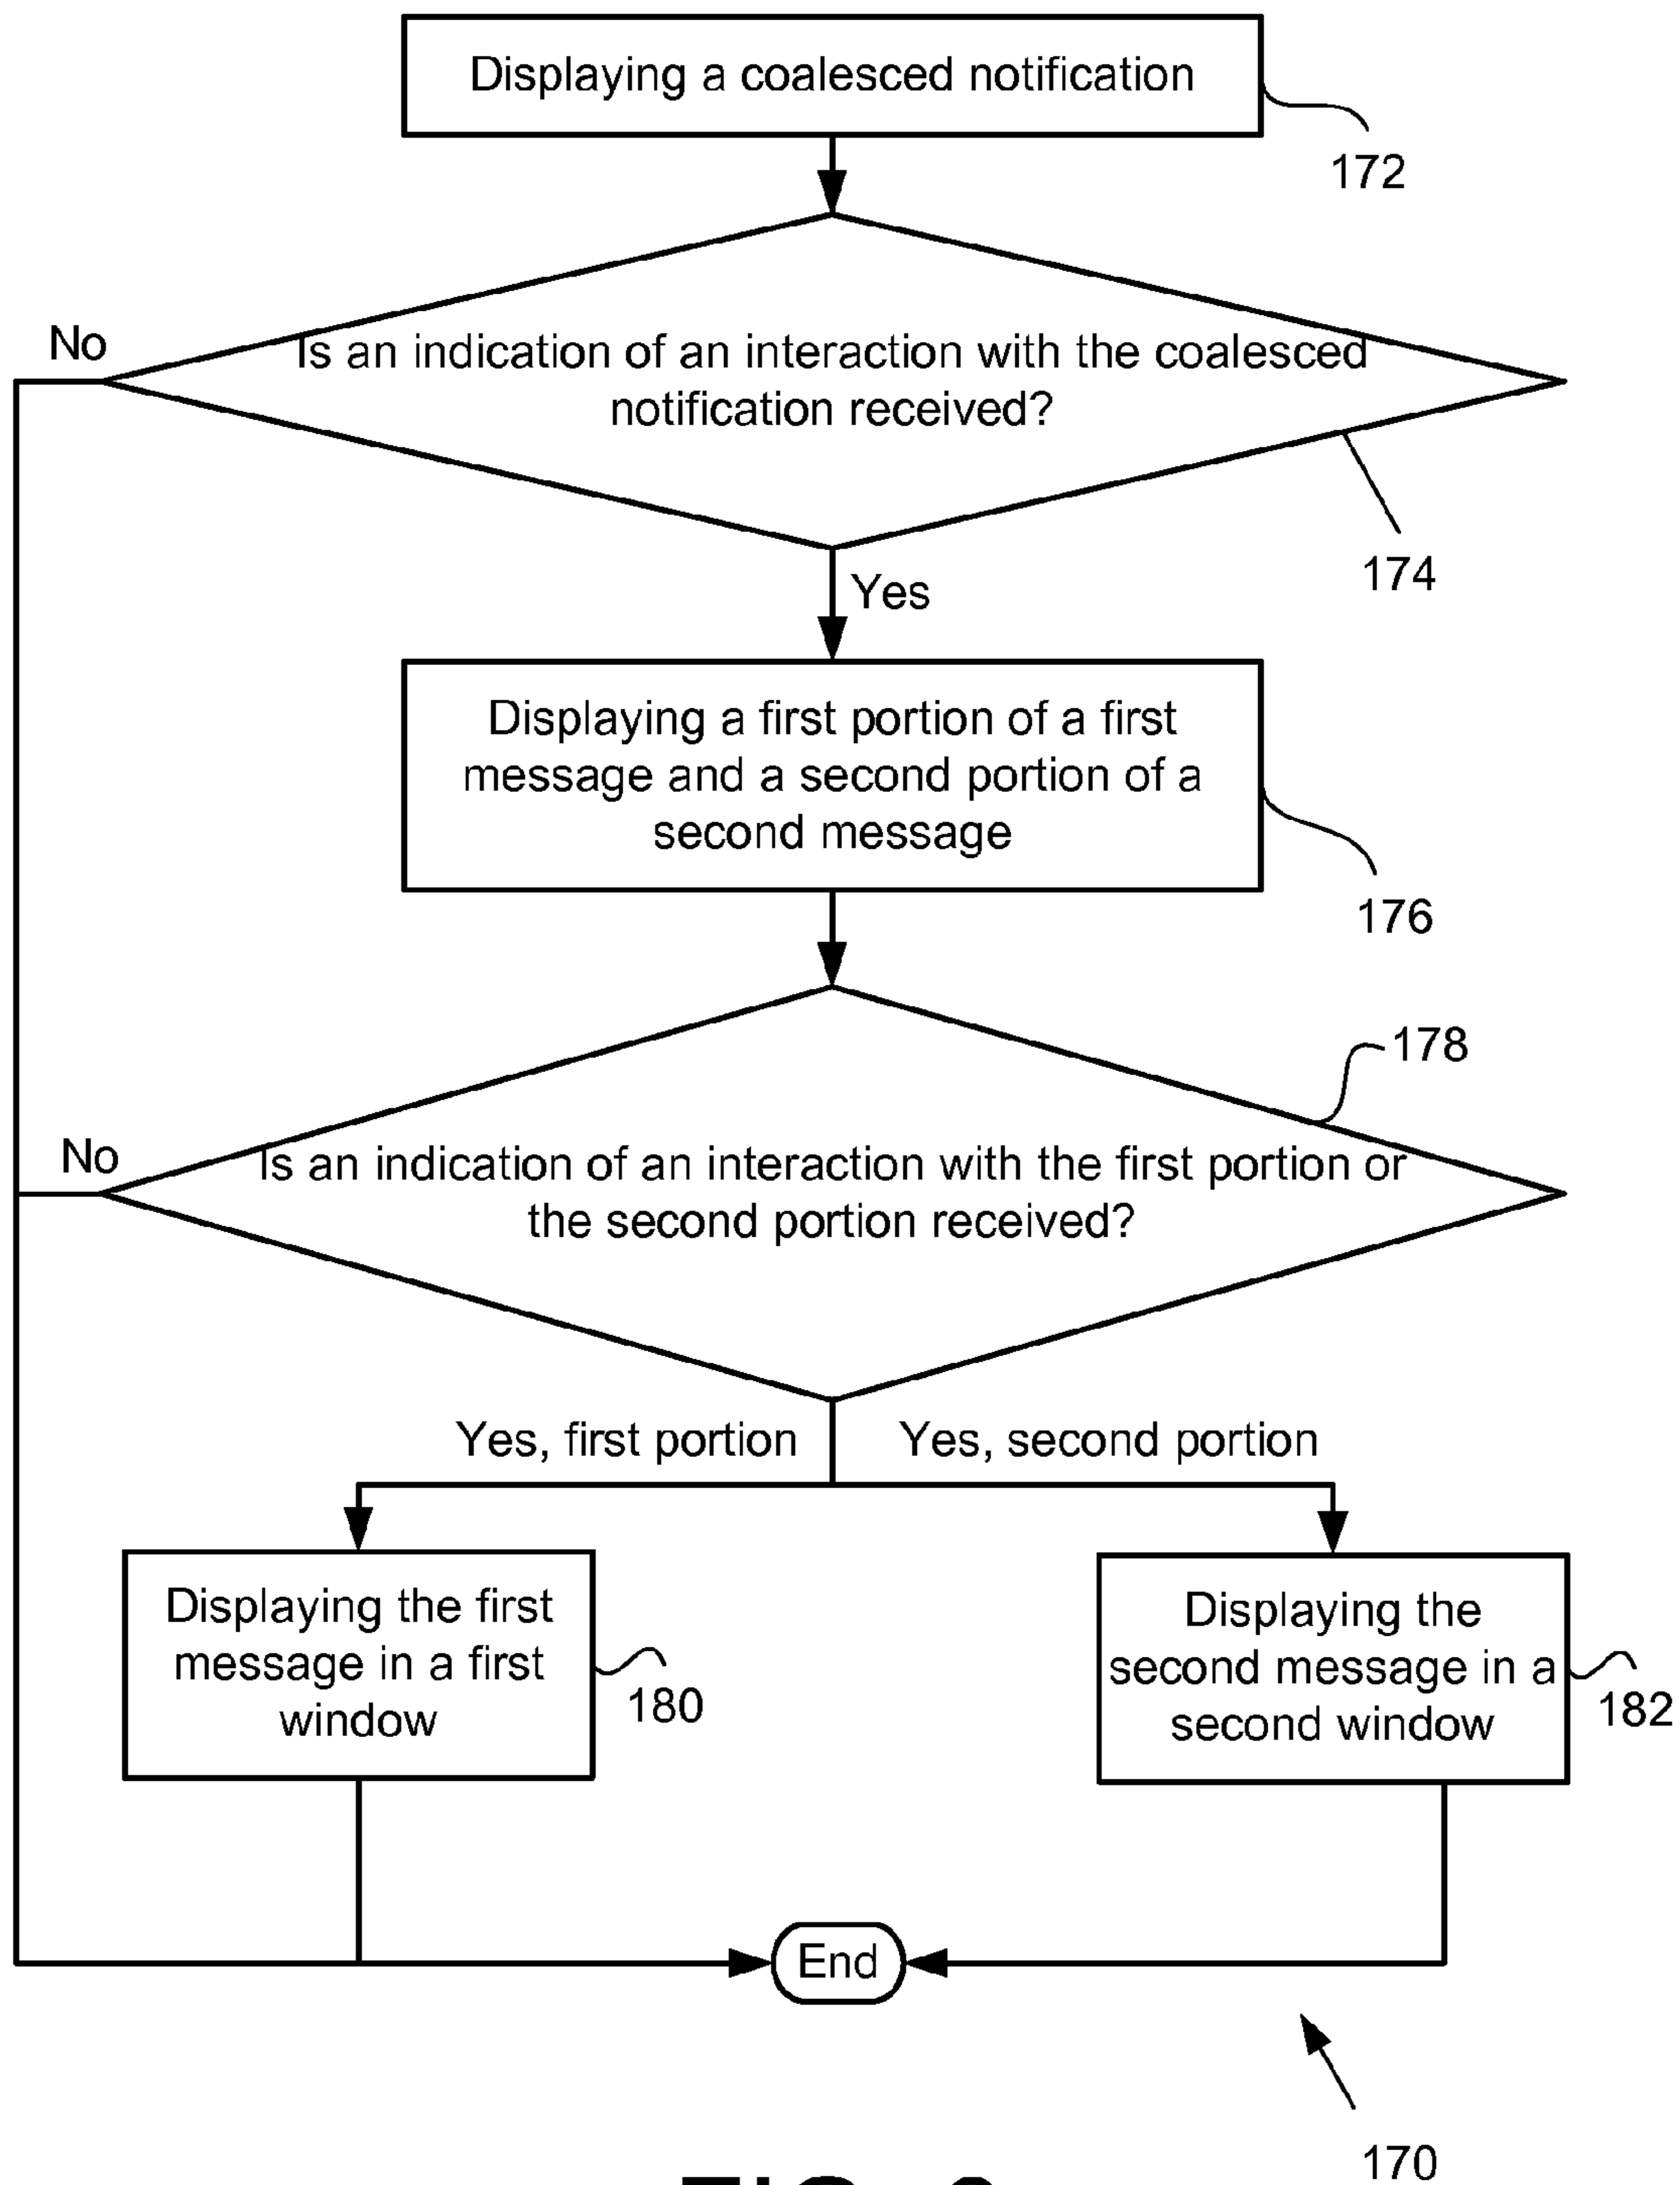 Displaying a coalesced notification
172
No
Is an indication of an interaction with the coalesced
notification received?
174
Yes
Displaying a first portion of a first
message and a second portion of a
second message
176
178
No
Is an indication of an interaction with the first portion or
the second portion received?
Yes, first portion
Yes, second portion
Displaying the first
message in a first
window
180
Displaying the
second message in a
second window
182
End
170